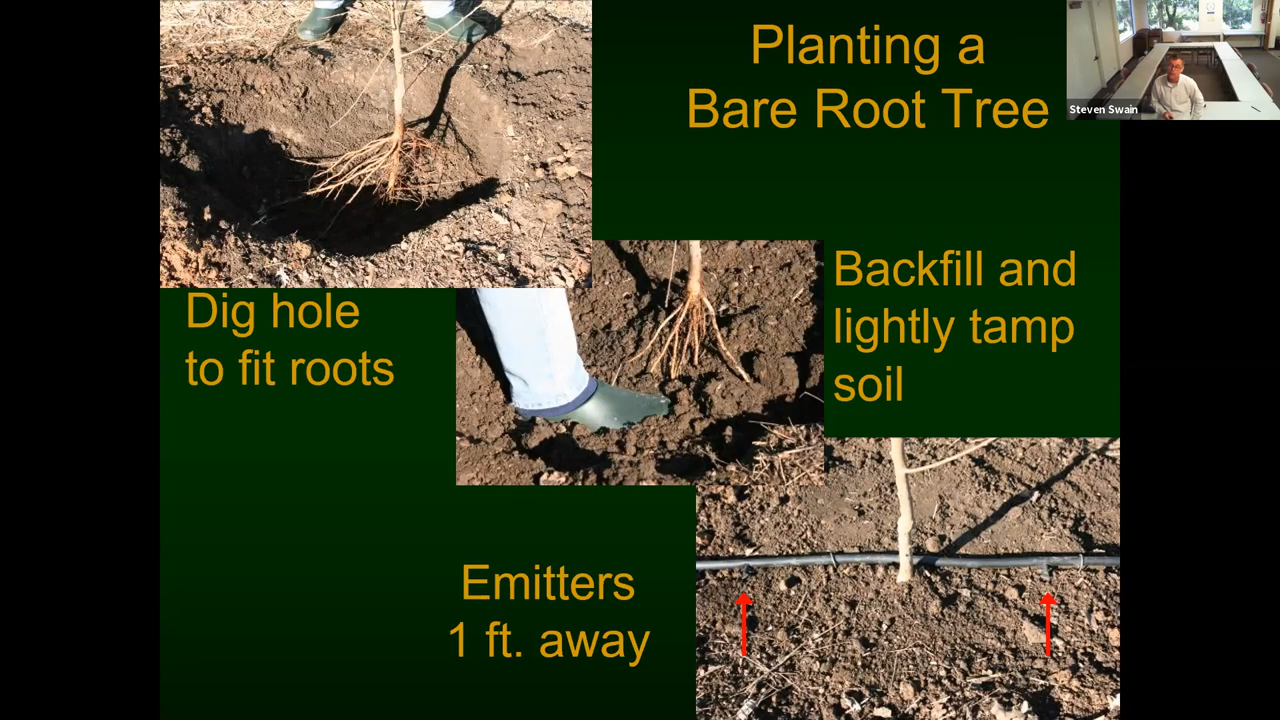 Planting a
Bare Root Tree
Steven Swain
Dig hole
to fit roots
Backfill and
lightly tamp
soil
Emitters
1 ft. away